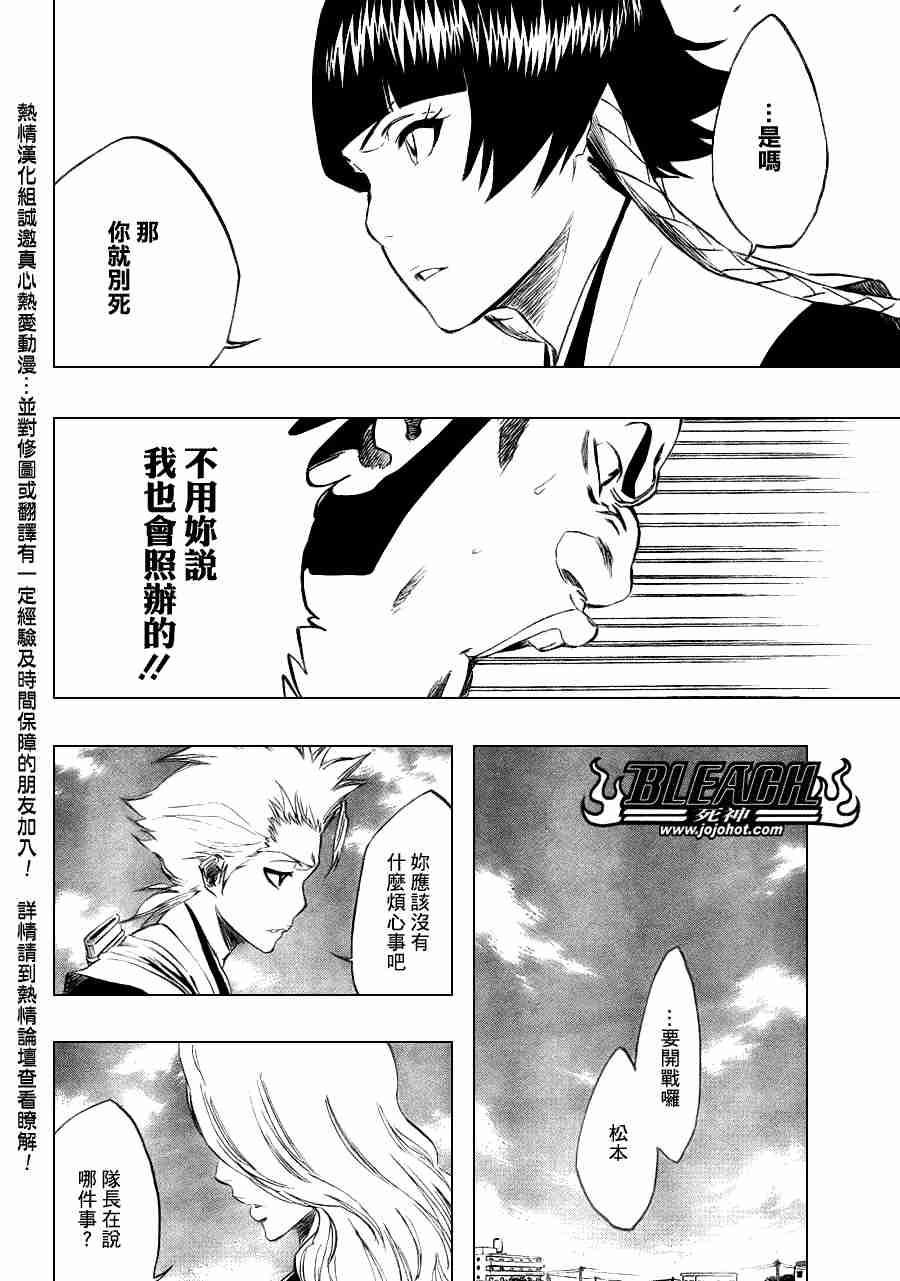 …是嗎
那
你就別死
不用妳說
我也會照辦的!!
BLEACH
死神
www.jojohot.com
…要開戰囉
松本
妳應該沒有
什麼煩心事吧
隊長在說
哪件事?
熱情漢化組誠邀真心熱愛動漫…並對修圖或翻譯有一定經驗及時間保障的朋友加入! 詳情請到熱情論壇查看瞭解!